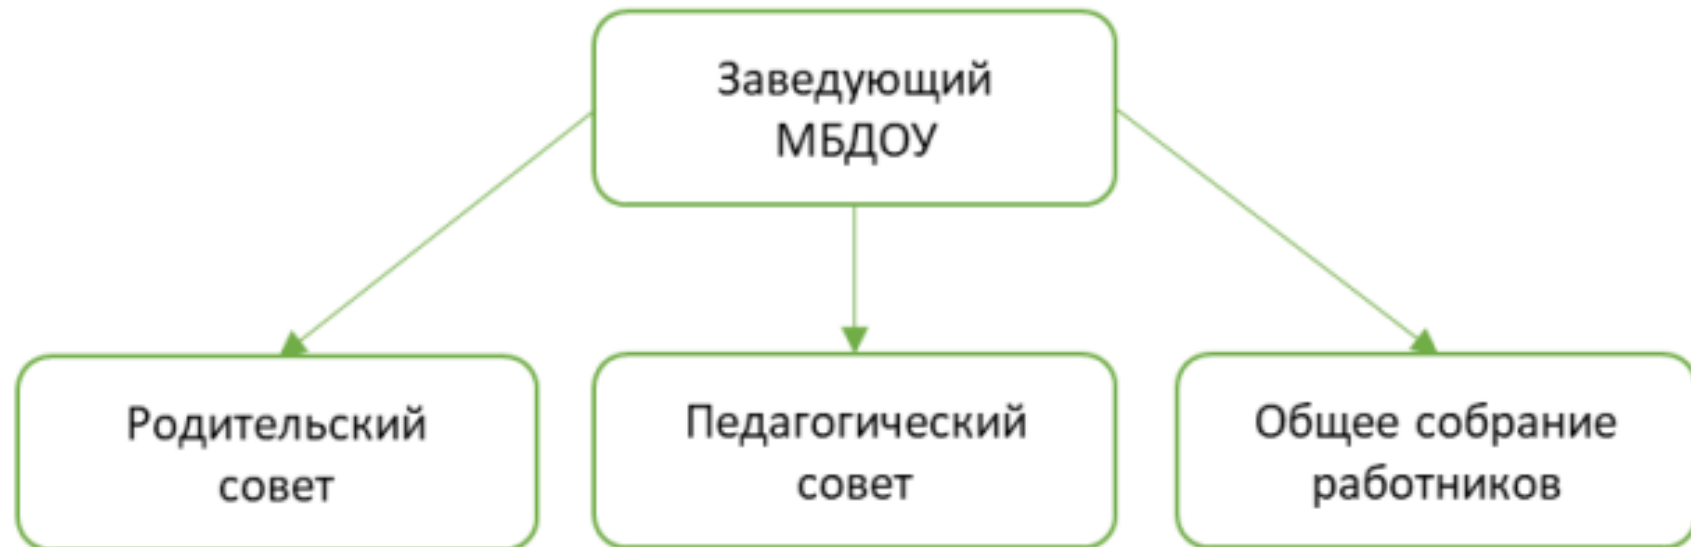 Заведующий
МБДОУ
Родительский
совет
Педагогический
совет
Общее собрание
работников